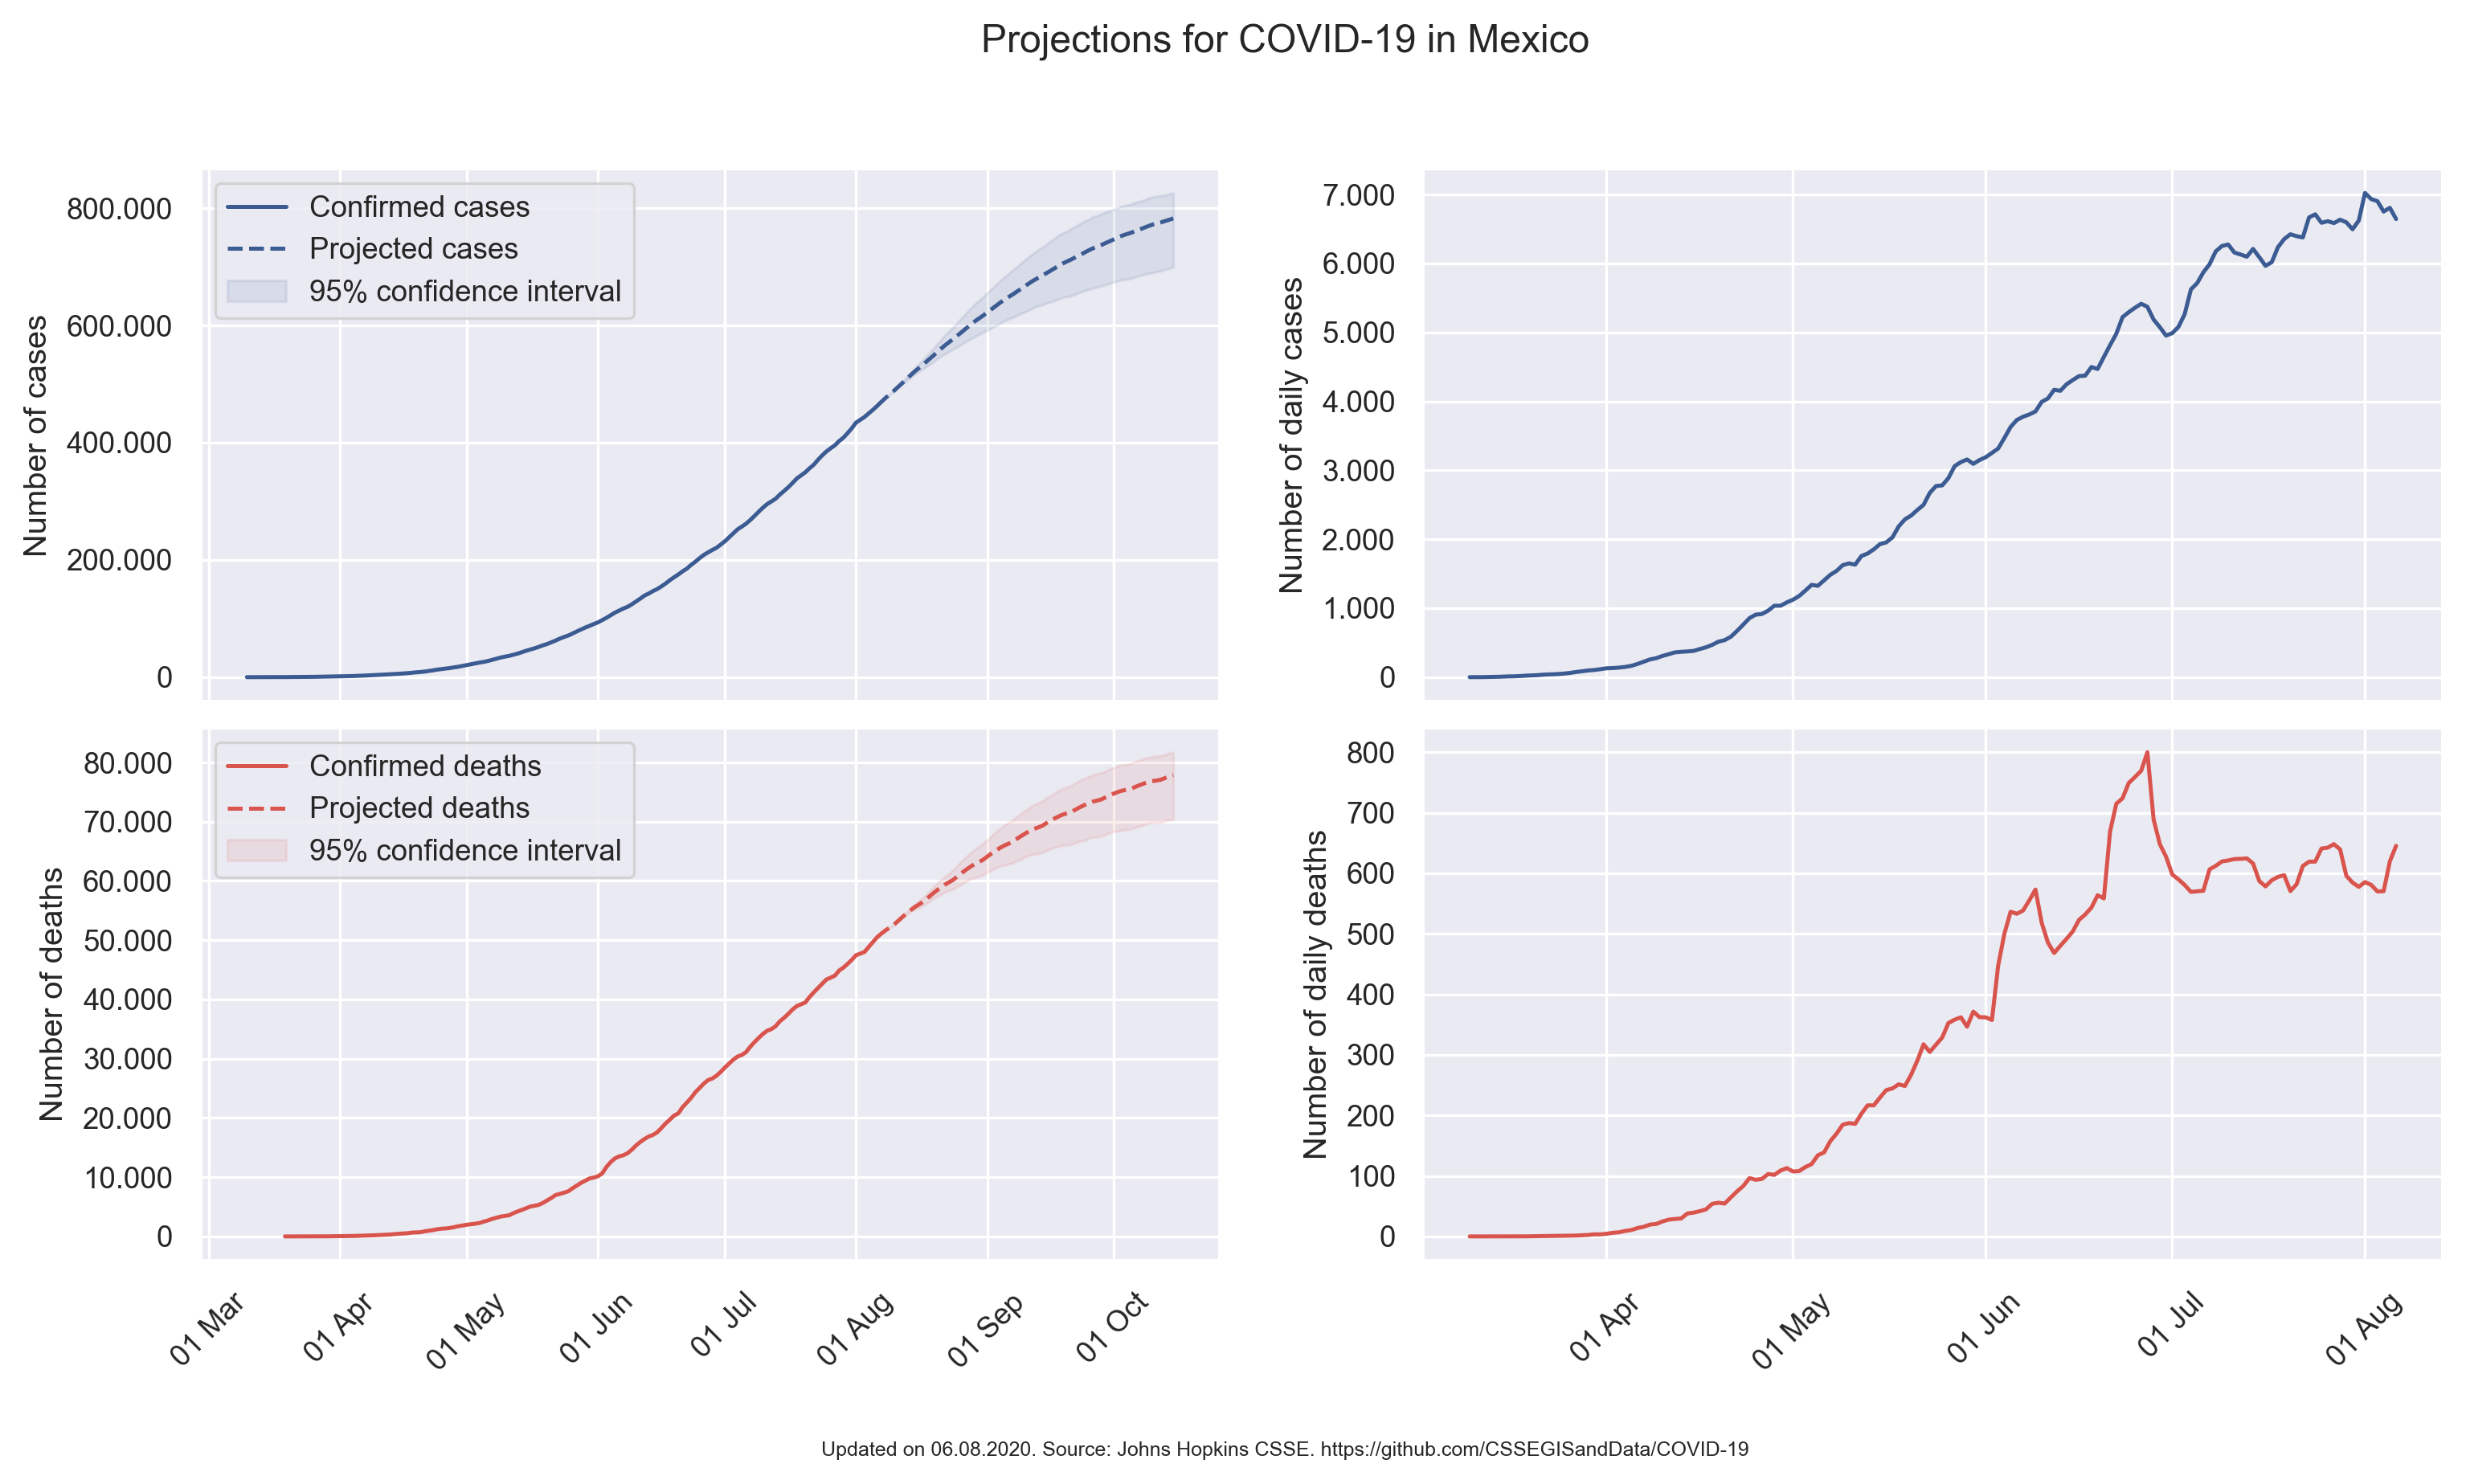 Projections for COVID-19 in Mexico
Number of cases
800.000
600.000
400.000
200.000
0
Confirmed cases
Projected cases
95% confidence interval
Number of daily cases
7.000
6.000
5.000
4.000
3.000
2.000
1.000
0
Number of deaths
80.000
70.000
60.000
50.000
40.000
30.000
20.000
10.000
0
Confirmed deaths
Projected deaths
95% confidence interval
01 Mar
01 Apr
01 May
01 Jun
01 Jul
01 Aug
01 Sep
01 Oct
Number of daily deaths
800
700
600
500
400
300
200
100
0
01 Apr
01 May
01 Jun
01 Jul
01 Aug
Updated on 06.08.2020. Source: Johns Hopkins CSSE. https://github.com/CSSEGISandData/COVID-19